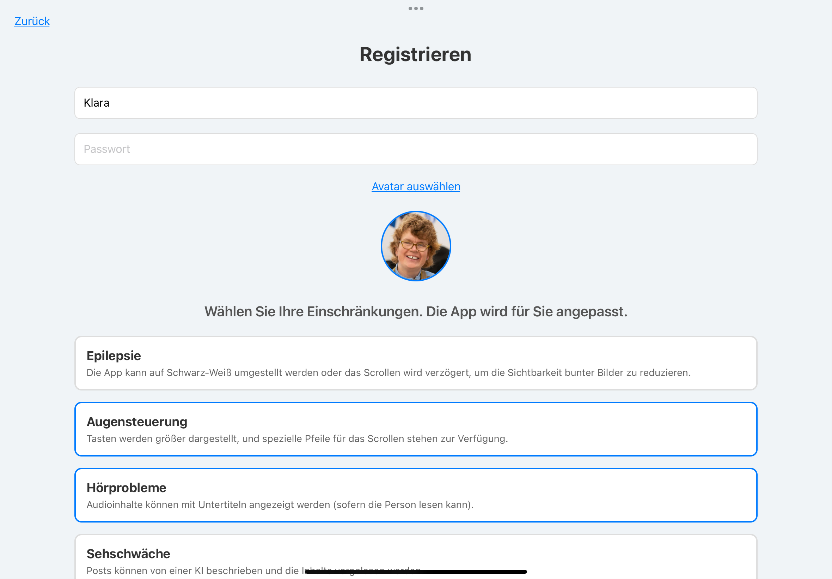 Zurück
Registrieren
Klara
Passwort
Avatar auswählen
Wählen Sie Ihre Einschränkungen. Die App wird für Sie angepasst.
Epilepsie
Die App kann auf Schwarz-Weiß umgestellt werden oder das Scrollen wird verzögert, um die Sichtbarkeit bunter Bilder zu reduzieren.
Augensteuerung
Tasten werden größer dargestellt, und spezielle Pfeile für das Scrollen stehen zur Verfügung.
Hörprobleme
Audioinhalte können mit Untertiteln angezeigt werden (sofern die Person lesen kann).
Sehschwäche
Posts können von einer KI beschrieben und die